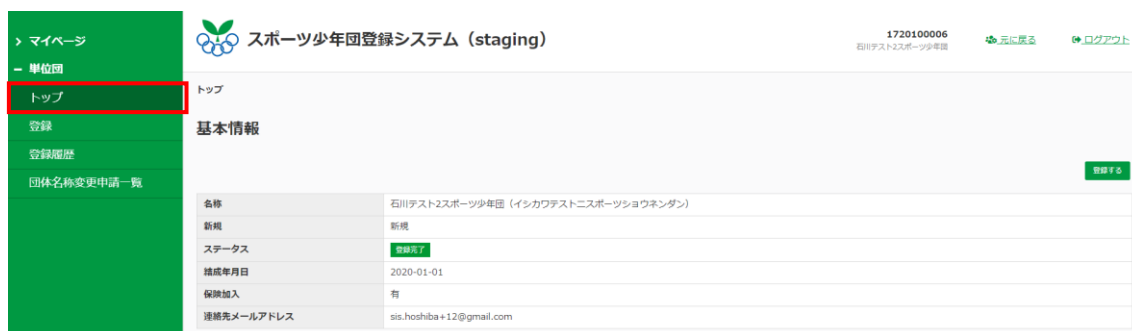 > マイページ
− 単位団
トップ
登録
登録履歴
団体名称変更申請一覧
スポーツ少年団登録システム（staging）
1720100006
石川テスト2スポーツ少年団
元に戻る
ログアウト
トップ
基本情報
登録する
名称 石川テスト2スポーツ少年団（イシカワテストニスポーツショウネンダン）
新規 新規
ステータス 登録完了
結成年月日 2020-01-01
保険加入 有
連絡先メールアドレス sis.hoshiba+12@gmail.com